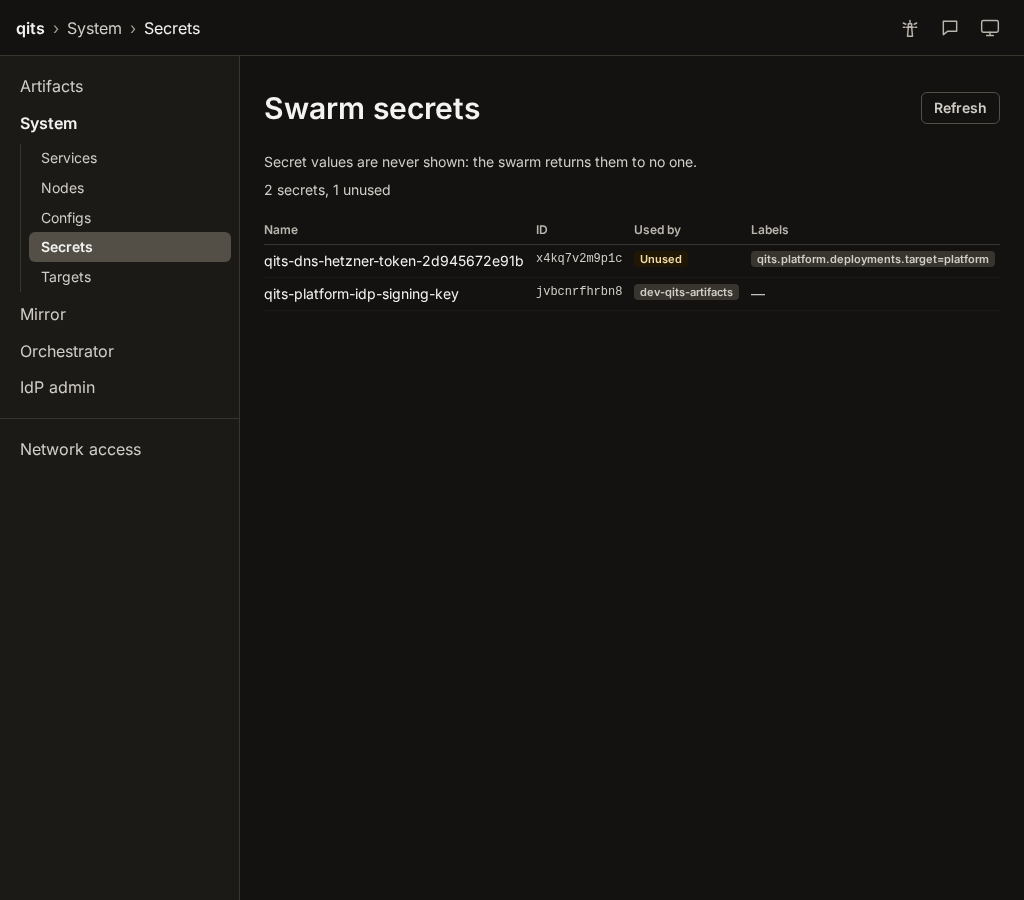 qits › System › Secrets
Artifacts
System
Services
Nodes
Configs
Secrets
Targets
Mirror
Orchestrator
IdP admin
Network access
Swarm secrets
Refresh
Secret values are never shown: the swarm returns them to no one.
2 secrets, 1 unused
Name ID Used by Labels
qits-dns-hetzner-token-2d945672e91b x4kq7v2m9p1c Unused qits.platform.deployments.target=platform
qits-platform-idp-signing-key jvbcnrfhrbn8 dev-qits-artifacts —